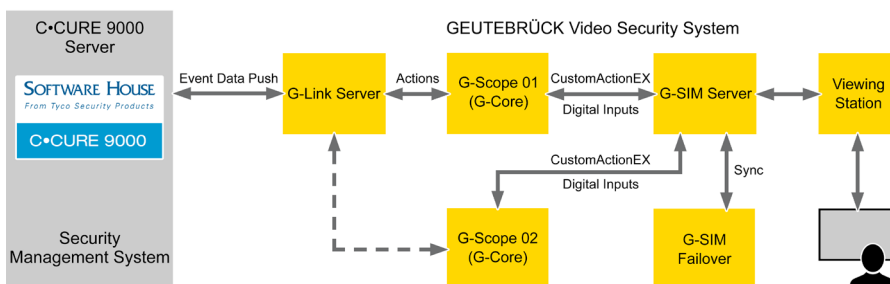 C•CURE 9000
Server
SOFTWARE HOUSE
From Tyco Security Products
C•CURE 9000
Security
Management System
GEUTEBRÜCK Video Security System
Event Data Push
G-Link Server
Actions
G-Scope 01
(G-Core)
CustomActionEX
Digital Inputs
G-SIM Server
Viewing
Station
CustomActionEX
Digital Inputs
Sync
G-Scope 02
(G-Core)
G-SIM
Failover